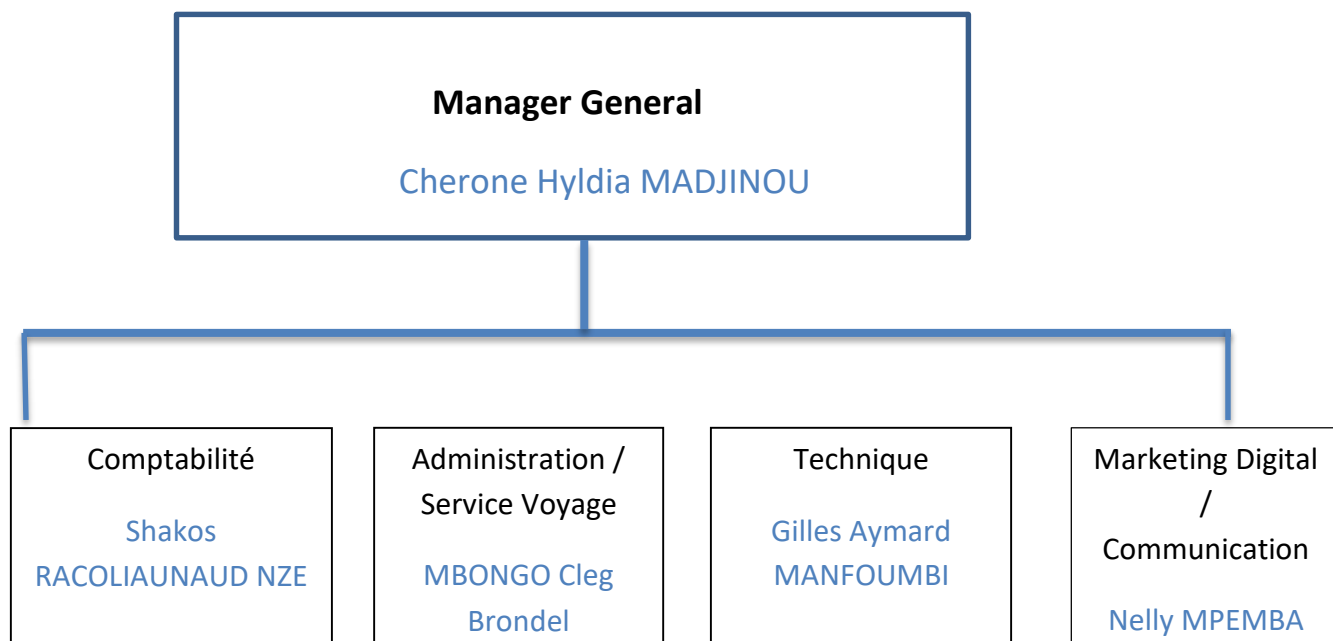 Manager General
Cherone Hyldia MADJINOU
Comptabilité
Shakos
RACOLIAUNAUD NZE
Administration /
Service Voyage
MBONGO Cleg
Brondel
Technique
Gilles Aymard
MANFOUMBI
Marketing Digital
/
Communication
Nelly MPEMBA